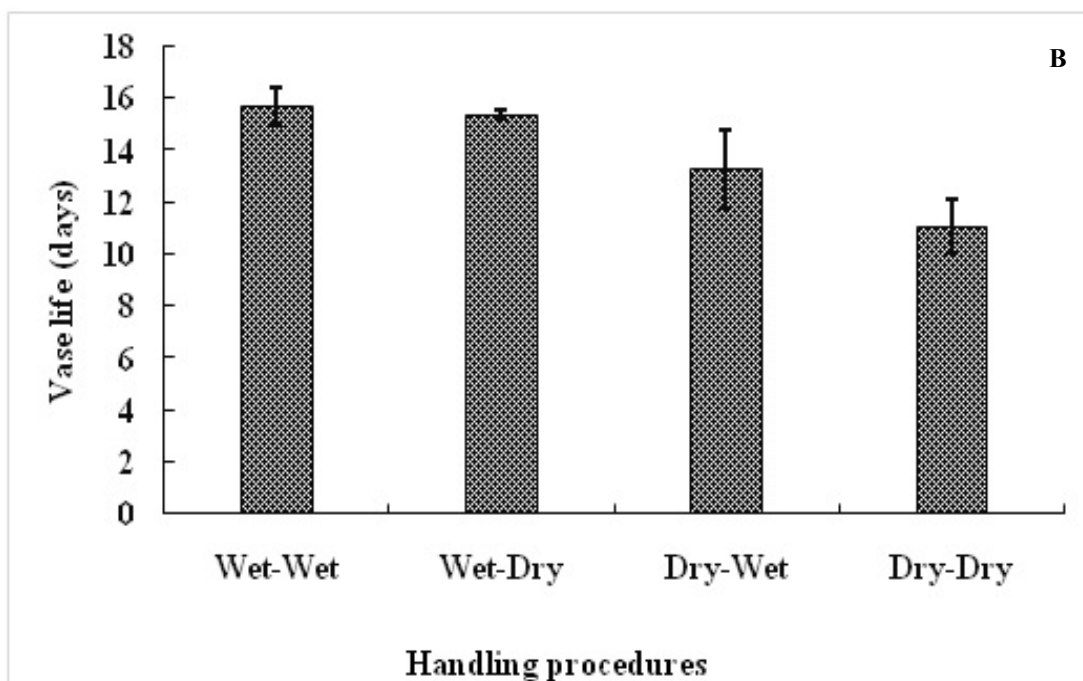 B
Vase life (days)
18
16
14
12
10
8
6
4
2
0
Wet-Wet Wet-Dry Dry-Wet Dry-Dry
Handling procedures